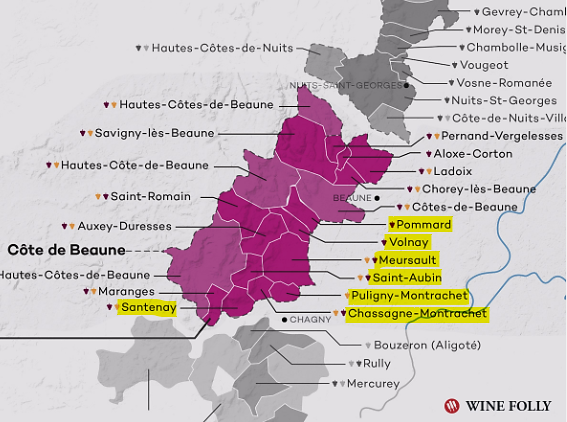 Gevrey-Chaml
Morey-St-Denis
Hautes-Côtes-de-Nuits
Chambolle-Musig
Vougeot
NUITS-SAINT-GEORGES
Vosne-Romanée
Nuits-St-Georges
Hautes-Côtes-de-Beaune
Côte-de-Nuits-Villa
Savigny-lès-Beaune
Pernand-Vergelesses
Aloxe-Corton
Hautes-Côte-de-Beaune
Ladoix
Chorey-lès-Beaune
Saint-Romain
BEAUNE
Côtes-de-Beaune
Auxey-Duresses
Pommard
Volnay
Côte de Beaune
Meursault
Hautes-Côtes-de-Beaune
Saint-Aubin
Maranges
Puligny-Montrachet
Santenay
Chassagne-Montrachet
CHAGNY
Bouzeron (Aligoté)
Rully
Mercurey
WINE FOLLY